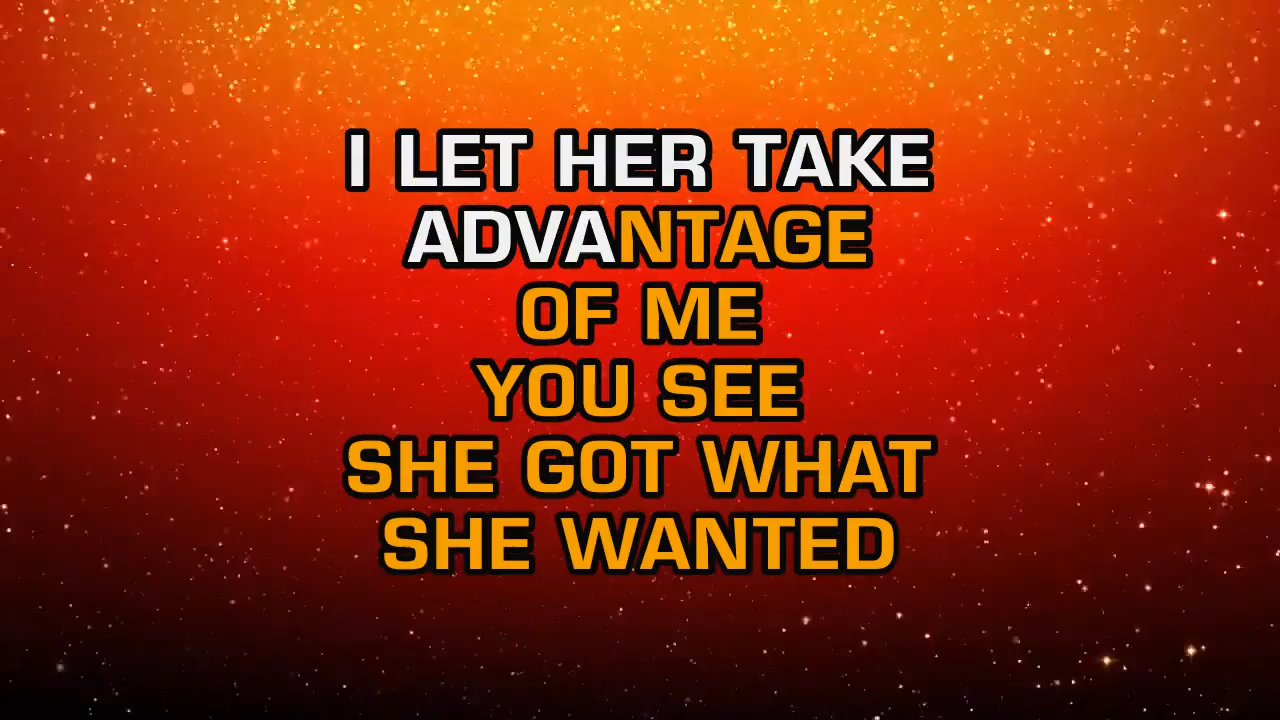 I LET HER TAKE
ADVANTAGE
OF ME
YOU SEE
SHE GOT WHAT
SHE WANTED